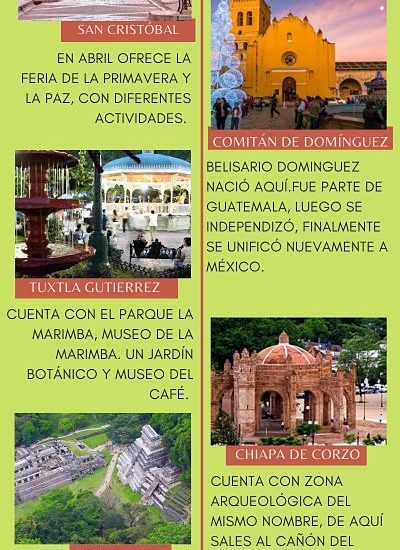 SAN CRISTÓBAL
EN ABRIL OFRECE LA
FERIA DE LA PRIMAVERA Y
LA PAZ, CON DIFERENTES
ACTIVIDADES.
COMITÁN DE DOMÍNGUEZ
BELISARIO DOMINGUEZ
NACIÓ AQUÍ.FUE PARTE DE
GUATEMALA, LUEGO SE
INDEPENDIZÓ, FINALMENTE
SE UNIFICÓ NUEVAMENTE A
MÉXICO.
TUXTLA GUTIERREZ
CUENTA CON EL PARQUE LA
MARIMBA, MUSEO DE LA
MARIMBA. UN JARDÍN
BOTÁNICO Y MUSEO DEL
CAFÉ.
CHIAPA DE CORZO
CUENTA CON ZONA
ARQUEOLÓGICA DEL
MISMO NOMBRE, DE AQUÍ
SALES AL CAÑÓN DEL